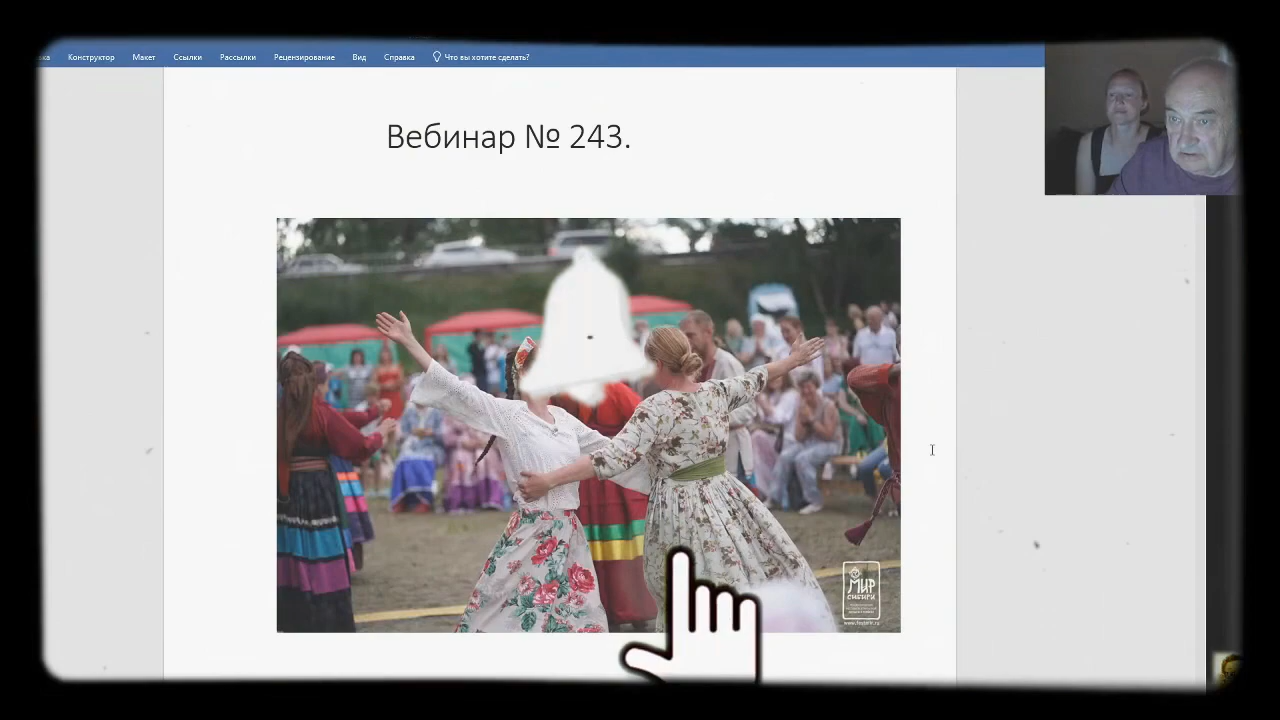 Конструктор Макет Ссылки Рассылки Рецензирование Вид Справка Что вы хотите сделать?
Вебинар № 243.
МИР
СИБИРИ